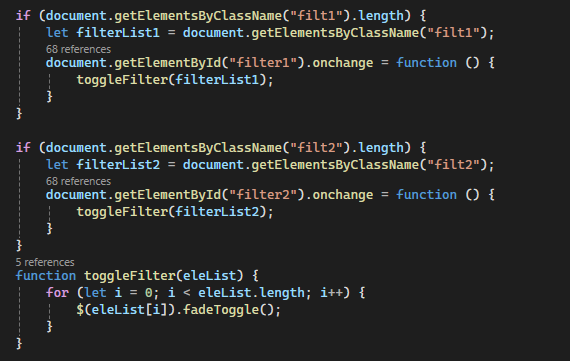 if (document.getElementsByClassName("filt1").length) {
let filterList1 = document.getElementsByClassName("filt1");
68 references
document.getElementById("filter1").onchange = function () {
toggleFilter(filterList1);
}
}
if (document.getElementsByClassName("filt2").length) {
let filterList2 = document.getElementsByClassName("filt2");
68 references
document.getElementById("filter2").onchange = function () {
toggleFilter(filterList2);
}
}
5 references
function toggleFilter(eleList) {
for (let i = 0; i < eleList.length; i++) {
$(eleList[i]).fadeToggle();
}
}